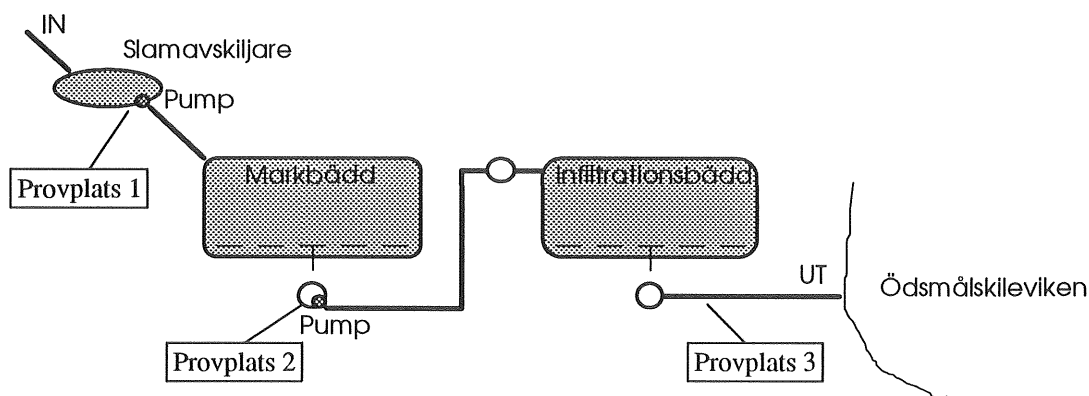 IN
Slamavskiljare
Pump
Provplats 1
Markbädd
Infiltrationsbädd
UT
Ödsmålskileviken
Pump
Provplats 2
Provplats 3